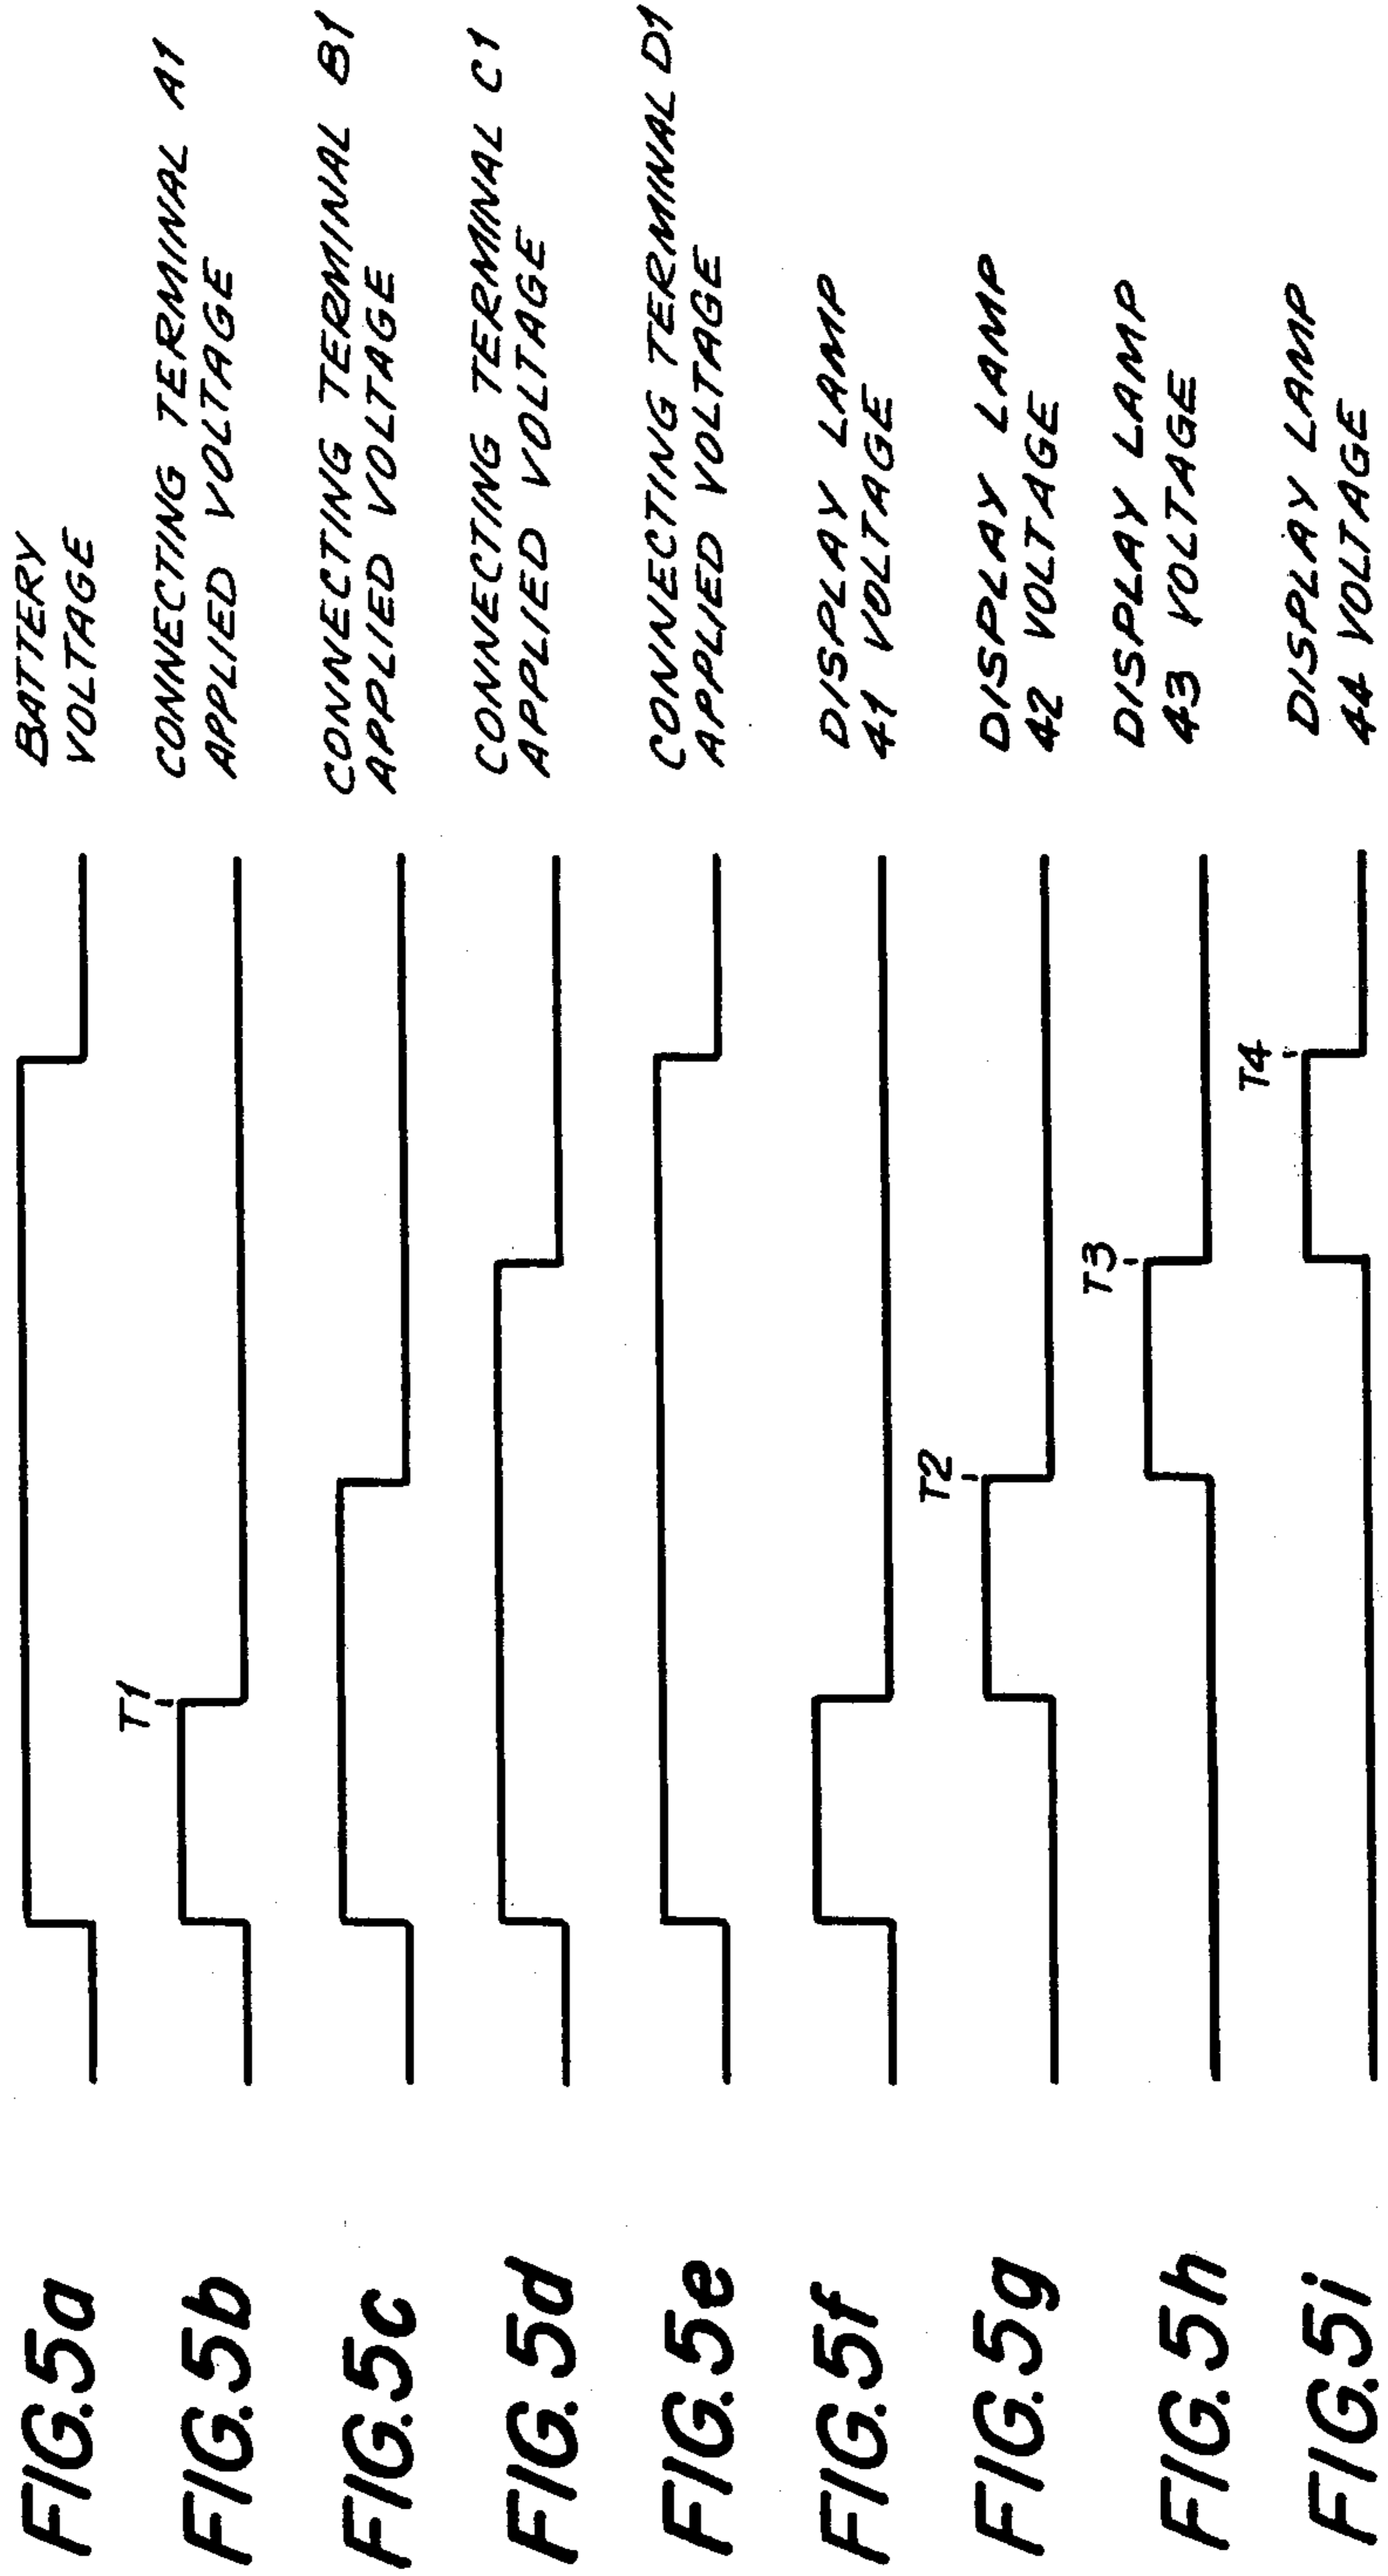 FIG.5a
BATTERY
VOLTAGE
FIG.5b
T1
CONNECTING TERMINAL A1
APPLIED VOLTAGE
FIG.5c
CONNECTING TERMINAL B1
APPLIED VOLTAGE
FIG.5d
CONNECTING TERMINAL C1
APPLIED VOLTAGE
FIG.5e
CONNECTING TERMINAL D1
APPLIED VOLTAGE
FIG.5f
DISPLAY LAMP
41 VOLTAGE
FIG.5g
T2
DISPLAY LAMP
42 VOLTAGE
FIG.5h
T3
DISPLAY LAMP
43 VOLTAGE
FIG.5i
T4
DISPLAY LAMP
44 VOLTAGE